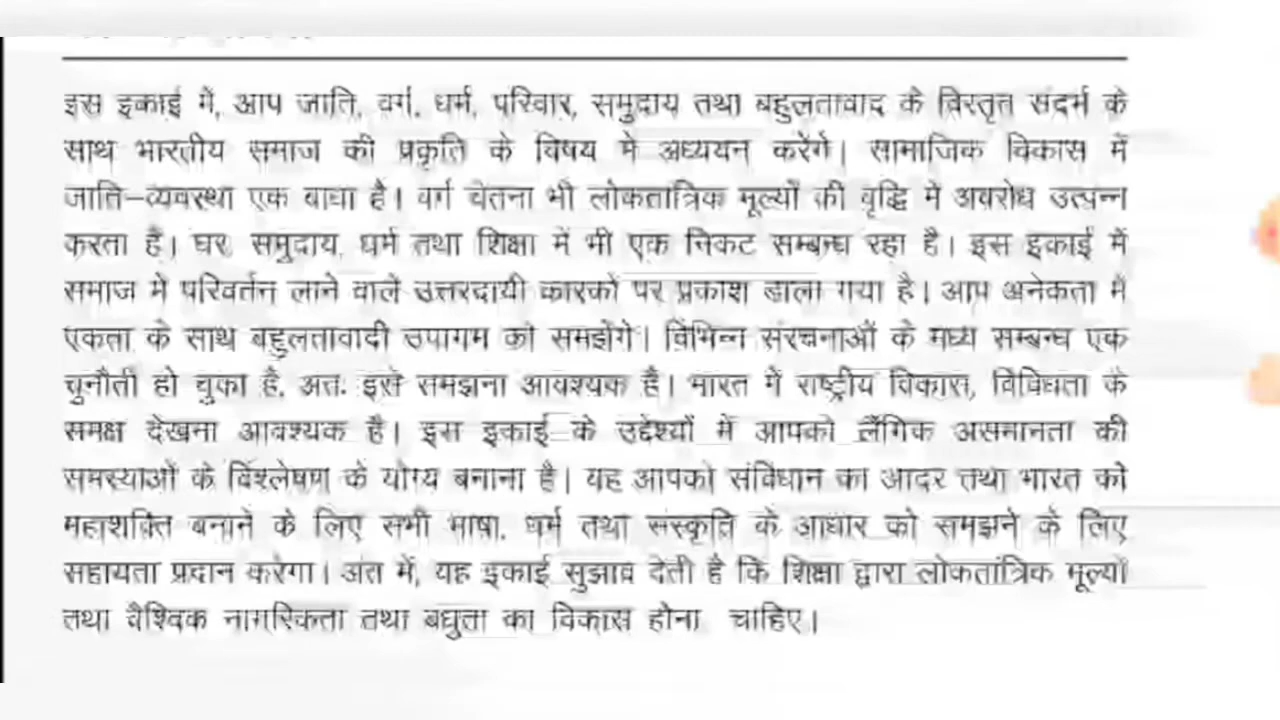 इस इकाई में, आप जाति, वर्ग, धर्म, परिवार, समुदाय तथा बहुलतावाद के विस्तृत संदर्भ के
साथ भारतीय समाज की प्रकृति के विषय में अध्ययन करेंगे। सामाजिक विकास में
जाति–व्यवस्था एक बाधा है। वर्ग चेतना भी लोकतांत्रिक मूल्यों की वृद्धि में अवरोध उत्पन्न
करता है। घर, समुदाय, धर्म तथा शिक्षा में भी एक निकट सम्बन्ध रहा है। इस इकाई में
समाज में परिवर्तन लाने वाले उत्तरदायी कारकों पर प्रकाश डाला गया है। आप अनेकता में
एकता के साथ बहुलतावादी उपागम को समझेंगे। विभिन्न संरचनाओं के मध्य सम्बन्ध एक
चुनौती हो चुका है, अतः इसे समझना आवश्यक है। भारत में राष्ट्रीय विकास, विविधता के
समक्ष देखना आवश्यक है। इस इकाई के उद्देश्यों में आपको लैंगिक असमानता की
समस्याओं के विश्लेषण के योग्य बनाना है। यह आपको संविधान का आदर तथा भारत को
महाशक्ति बनाने के लिए सभी भाषा, धर्म तथा संस्कृति के आधार को समझने के लिए
सहायता प्रदान करेगा। अंत में, यह इकाई सुझाव देती है कि शिक्षा द्वारा लोकतांत्रिक मूल्यों
तथा वैश्विक नागरिकता तथा बंधुता का विकास होना चाहिए।